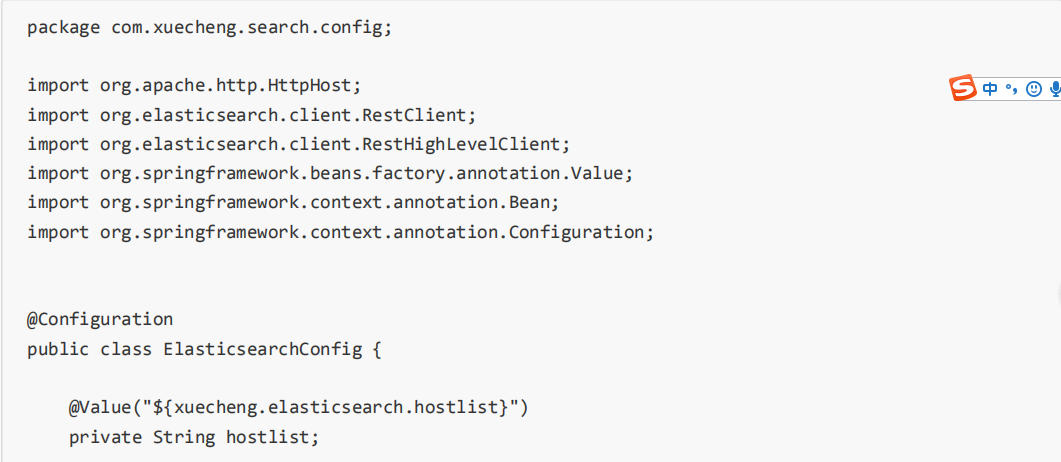 package com.xuecheng.search.config;
import org.apache.http.HttpHost;
import org.elasticsearch.client.RestClient;
import org.elasticsearch.client.RestHighLevelClient;
import org.springframework.beans.factory.annotation.Value;
import org.springframework.context.annotation.Bean;
import org.springframework.context.annotation.Configuration;
S中
@Configuration
public class ElasticsearchConfig {
@Value("${xuecheng.elasticsearch.hostlist}")
private String hostlist;